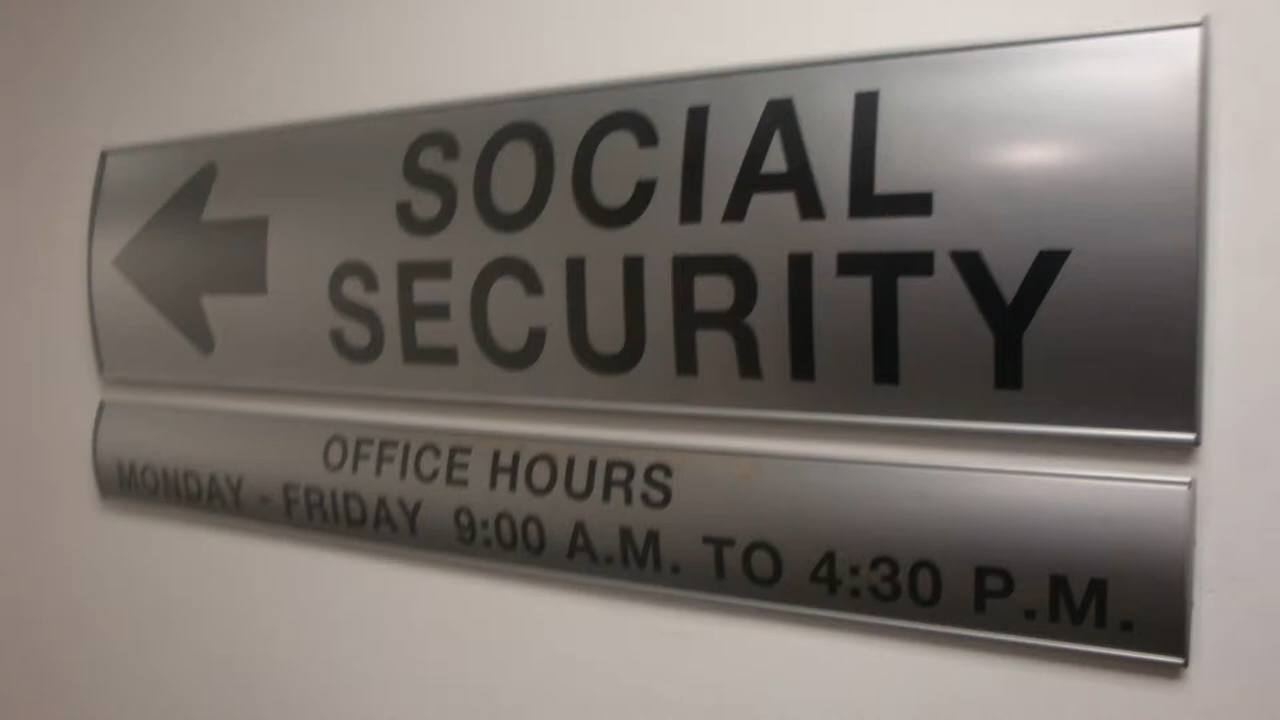 SOCIAL
SECURITY
OFFICE HOURS
MONDAY - FRIDAY 9:00 A.M. TO 4:30 P.M.